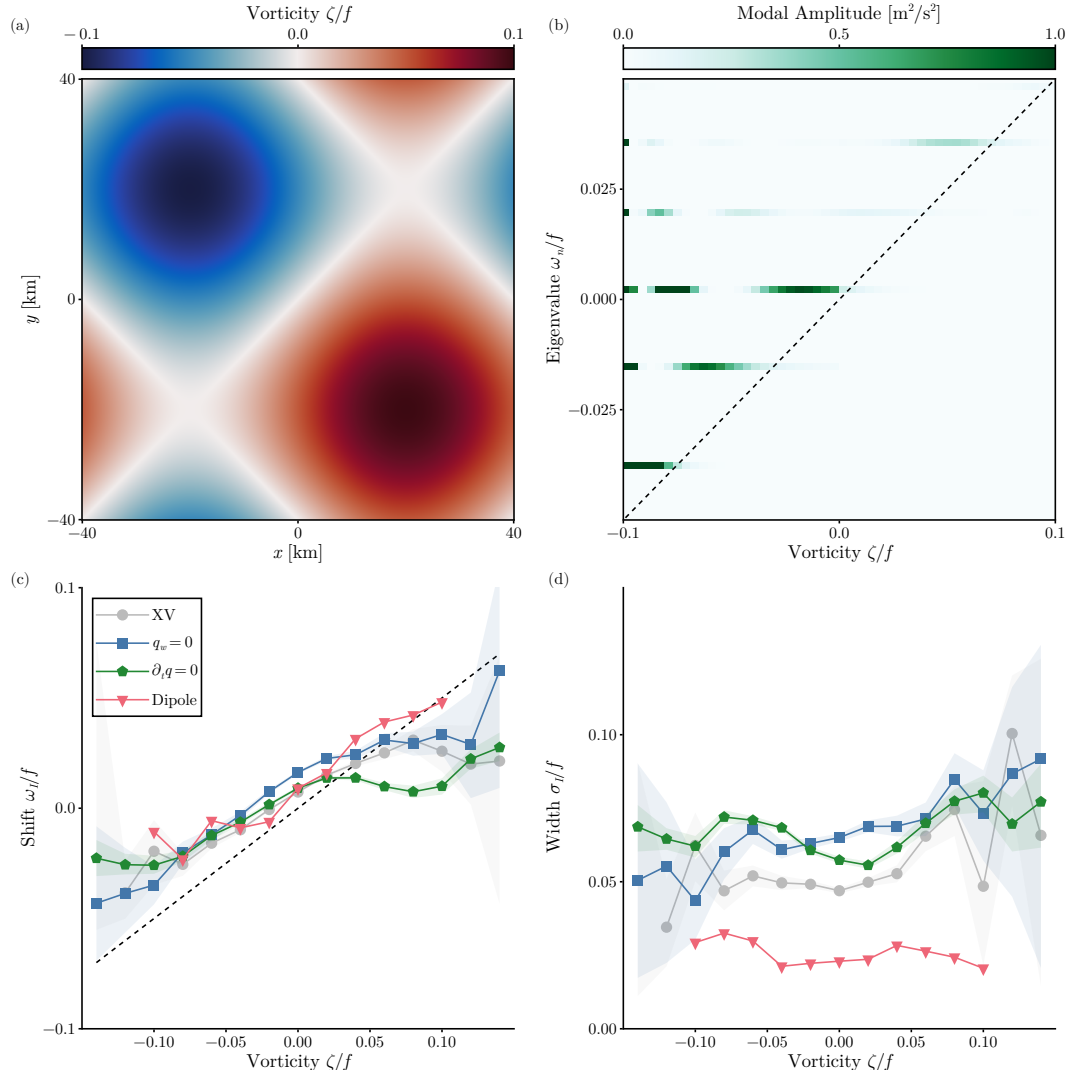 (a)
Vorticity ζ/f
−0.1
0.0
0.1
40
0
−40
y [km]
−40
0
40
x [km]
(b)
Modal Amplitude [m²/s²]
0.0
0.5
1.0
0.025
0.000
−0.025
Eigenvalue ω_n/f
−0.1
0.0
0.1
Vorticity ζ/f
(c)
0.1
0.0
−0.1
Shift ω_I/f
XV
q_w = 0
∂_t q = 0
Dipole
−0.10
−0.05
0.00
0.05
0.10
Vorticity ζ/f
(d)
0.10
0.05
0.00
Width σ_I/f
−0.10
−0.05
0.00
0.05
0.10
Vorticity ζ/f